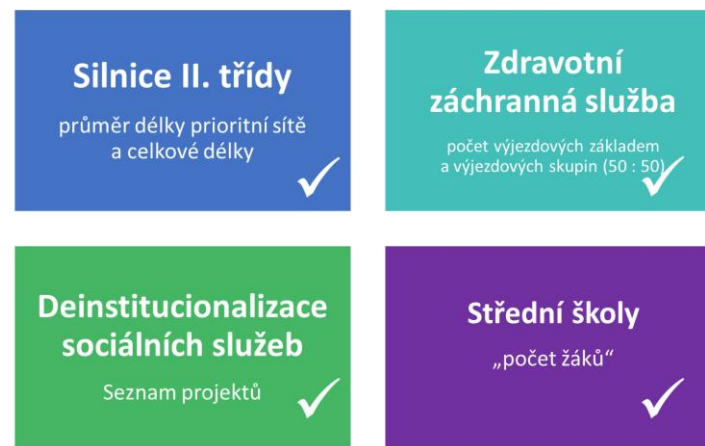 Silnice II. třídy
průměr délky prioritní sítě
a celkové délky
Zdravotní
záchranná služba
počet výjezdových základem
a výjezdových skupin (50 : 50)
Deinstitucionalizace
sociálních služeb
Seznam projektů
Střední školy
„počet žáků“